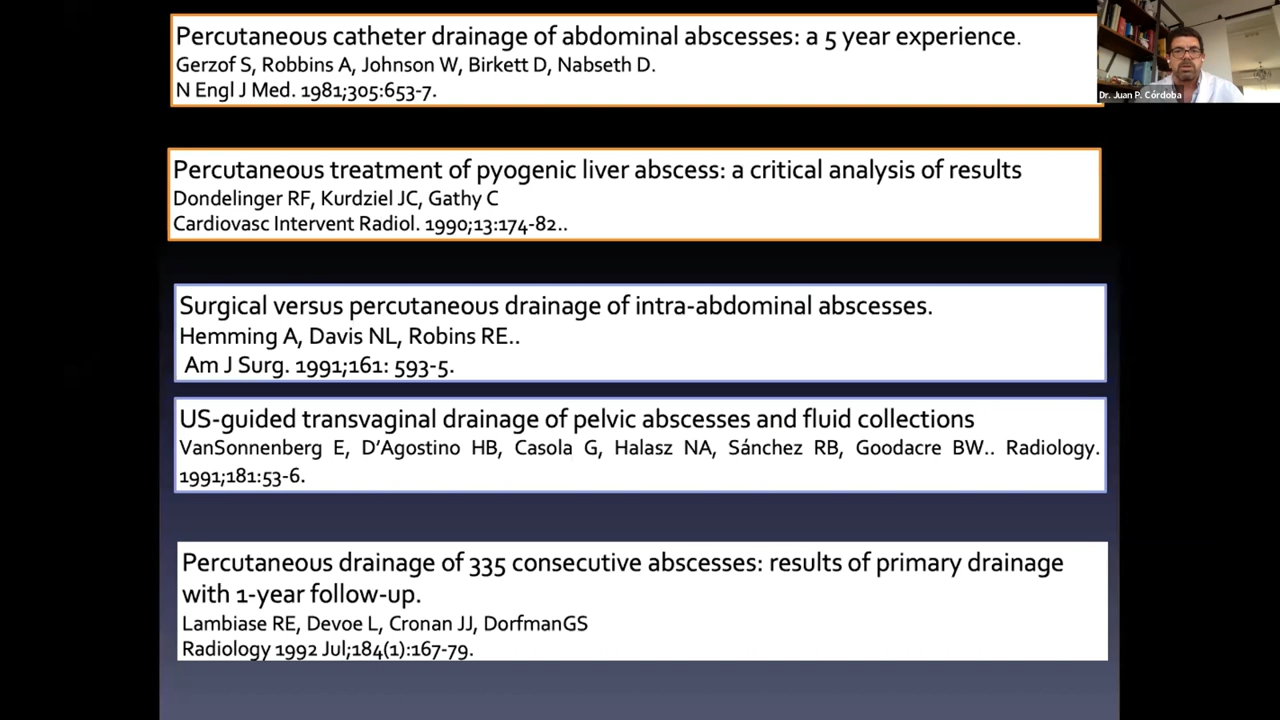 Percutaneous catheter drainage of abdominal abscesses: a 5 year experience.
Gerzof S, Robbins A, Johnson W, Birkett D, Nabseth D.
N Engl J Med. 1981;305:653-7.
Dr. Juan P. Córdoba
Percutaneous treatment of pyogenic liver abscess: a critical analysis of results
Dondelinger RF, Kurdziel JC, Gathy C
Cardiovasc Intervent Radiol. 1990;13:174-82..
Surgical versus percutaneous drainage of intra-abdominal abscesses.
Hemming A, Davis NL, Robins RE..
Am J Surg. 1991;161: 593-5.
US-guided transvaginal drainage of pelvic abscesses and fluid collections
VanSonnenberg E, D’Agostino HB, Casola G, Halasz NA, Sánchez RB, Goodacre BW.. Radiology.
1991;181:53-6.
Percutaneous drainage of 335 consecutive abscesses: results of primary drainage
with 1-year follow-up.
Lambiase RE, Devoe L, Cronan JJ, DorfmanGS
Radiology 1992 Jul;184(1):167-79.